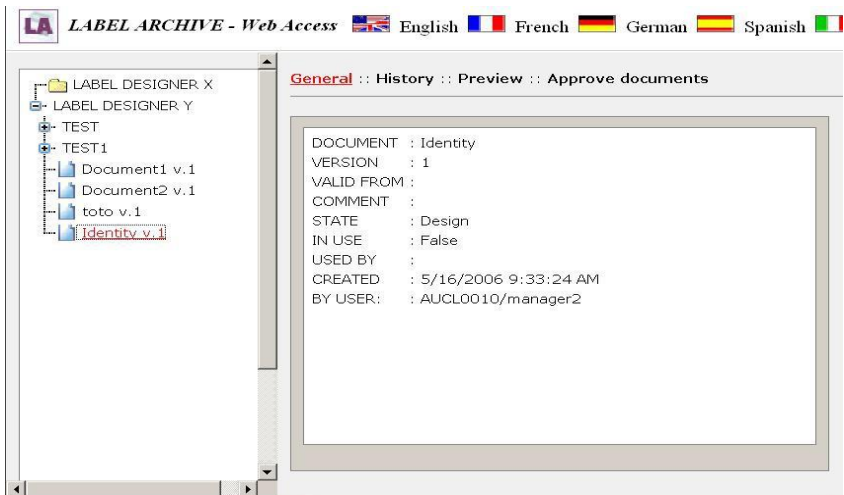 LA LABEL ARCHIVE - Web Access English French German Spanish
LABEL DESIGNER X
LABEL DESIGNER Y
TEST
TEST1
Document1 v.1
Document2 v.1
toto v.1
Identity v.1
General :: History :: Preview :: Approve documents
DOCUMENT : Identity
VERSION : 1
VALID FROM :
COMMENT :
STATE : Design
IN USE : False
USED BY :
CREATED : 5/16/2006 9:33:24 AM
BY USER: : AUCL0010/manager2